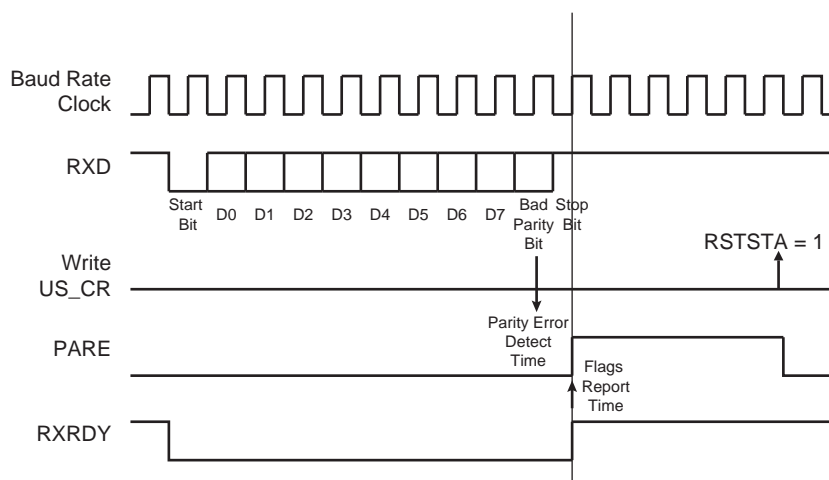 Baud Rate
Clock
RXD
Start
Bit
D0
D1
D2
D3
D4
D5
D6
D7
Bad
Parity
Bit
Stop
Bit
RSTSTA = 1
Write
US_CR
Parity Error
Detect
Time
PARE
Flags
Report
Time
RXRDY